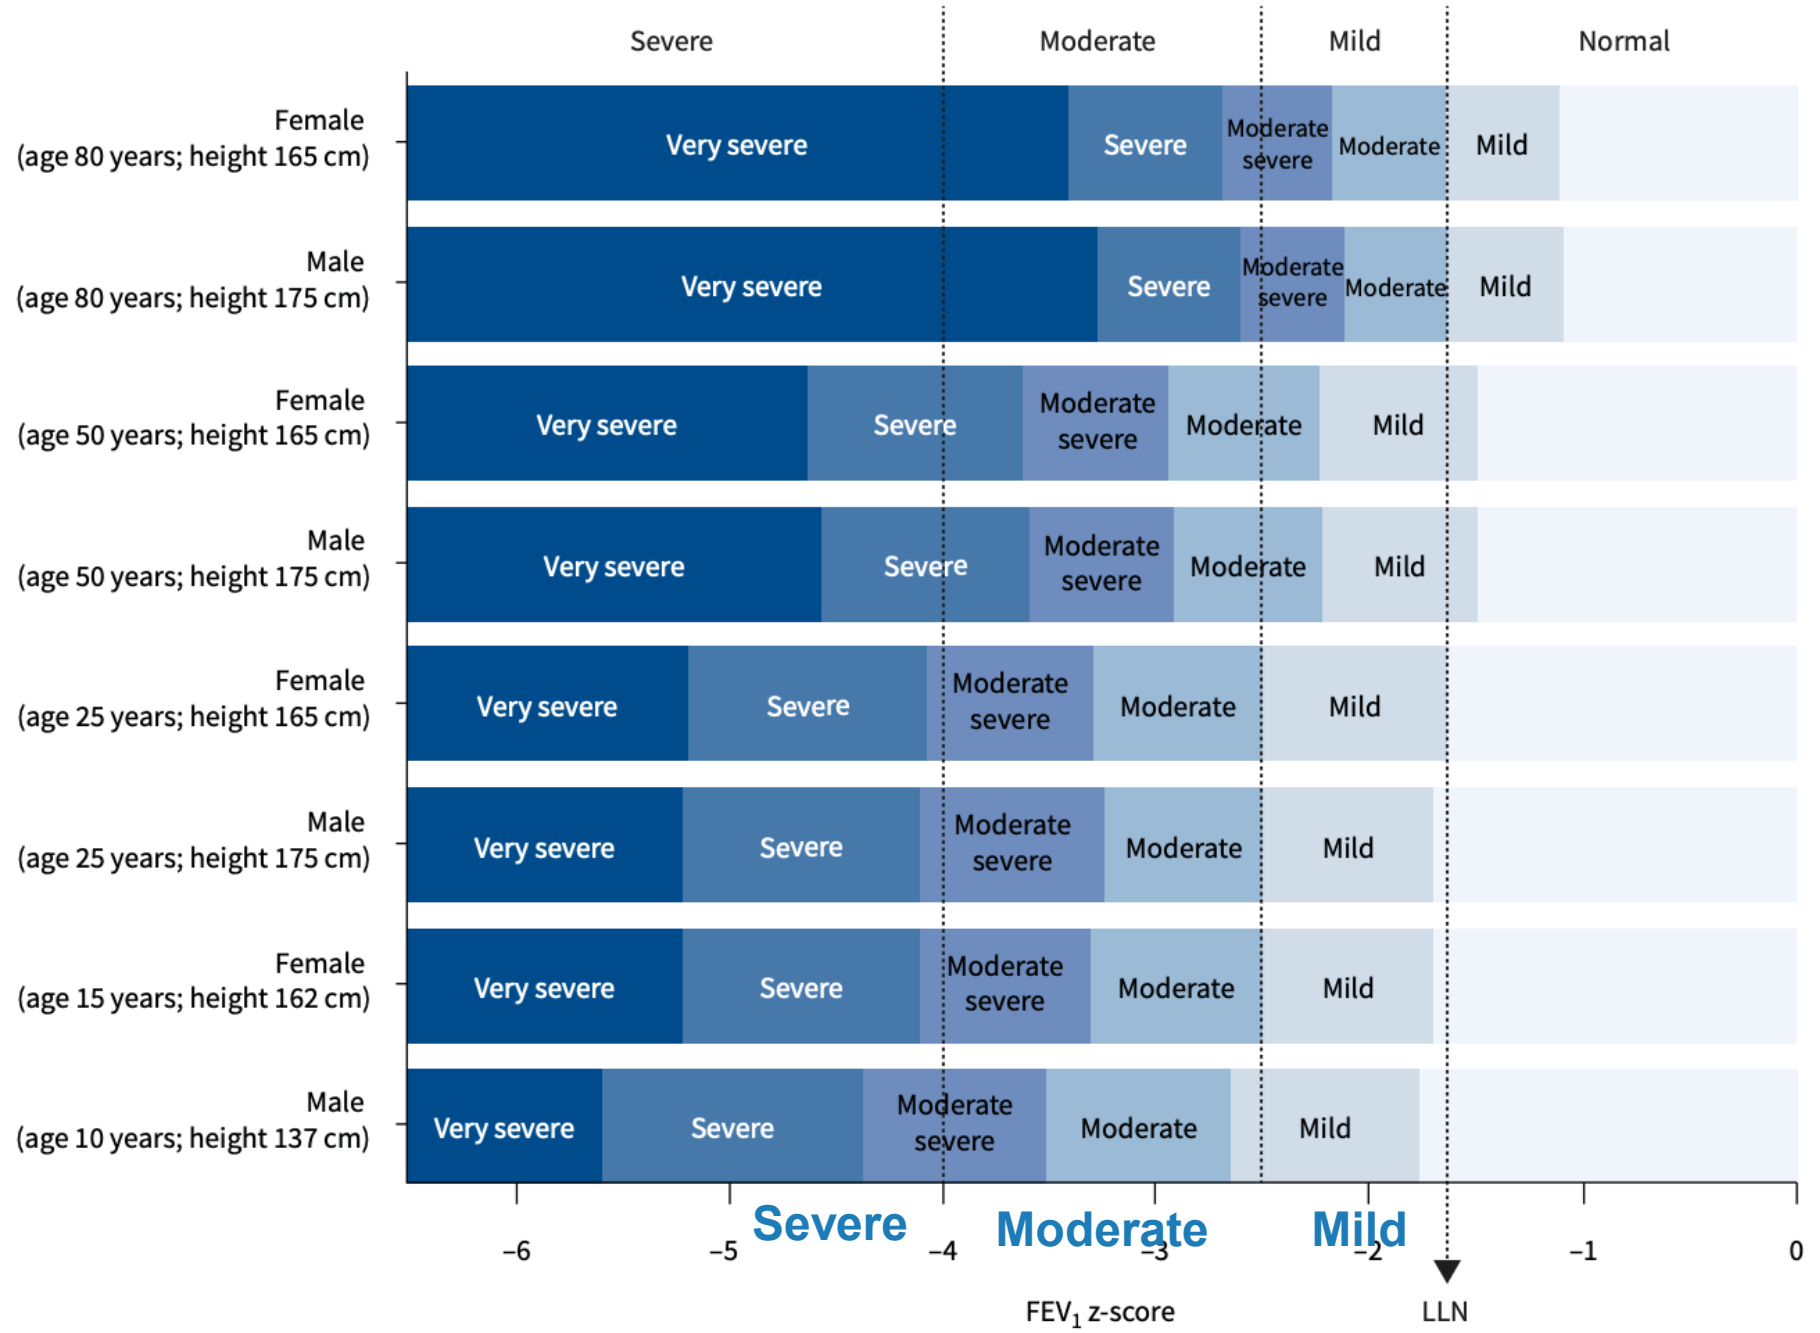 Severe Moderate Mild Normal
Female
(age 80 years; height 165 cm)
Very severe Severe Moderate severe Moderate Mild
Male
(age 80 years; height 175 cm)
Very severe Severe Moderate severe Moderate Mild
Female
(age 50 years; height 165 cm)
Very severe Severe Moderate severe Moderate Mild
Male
(age 50 years; height 175 cm)
Very severe Severe Moderate severe Moderate Mild
Female
(age 25 years; height 165 cm)
Very severe Severe Moderate severe Moderate Mild
Male
(age 25 years; height 175 cm)
Very severe Severe Moderate severe Moderate Mild
Female
(age 15 years; height 162 cm)
Very severe Severe Moderate severe Moderate Mild
Male
(age 10 years; height 137 cm)
Very severe Severe Moderate severe Moderate Mild
Severe Moderate Mild
–6 –5 –4 –3 –2 –1 0
FEV₁ z-score LLN